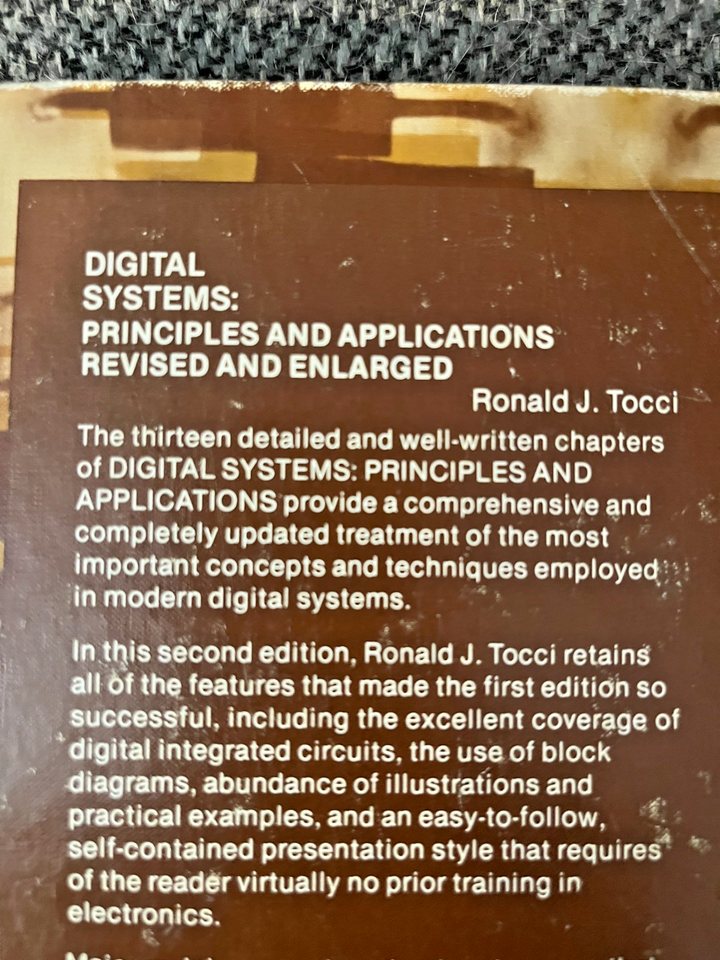 DIGITAL
SYSTEMS:
PRINCIPLES AND APPLICATIONS
REVISED AND ENLARGED
Ronald J. Tocci
The thirteen detailed and well-written chapters
of DIGITAL SYSTEMS: PRINCIPLES AND
APPLICATIONS provide a comprehensive and
completely updated treatment of the most
important concepts and techniques employed
in modern digital systems.
In this second edition, Ronald J. Tocci retains
all of the features that made the first edition so
successful, including the excellent coverage of
digital integrated circuits, the use of block
diagrams, abundance of illustrations and
practical examples, and an easy-to-follow,
self-contained presentation style that requires
of the reader virtually no prior training in
electronics.